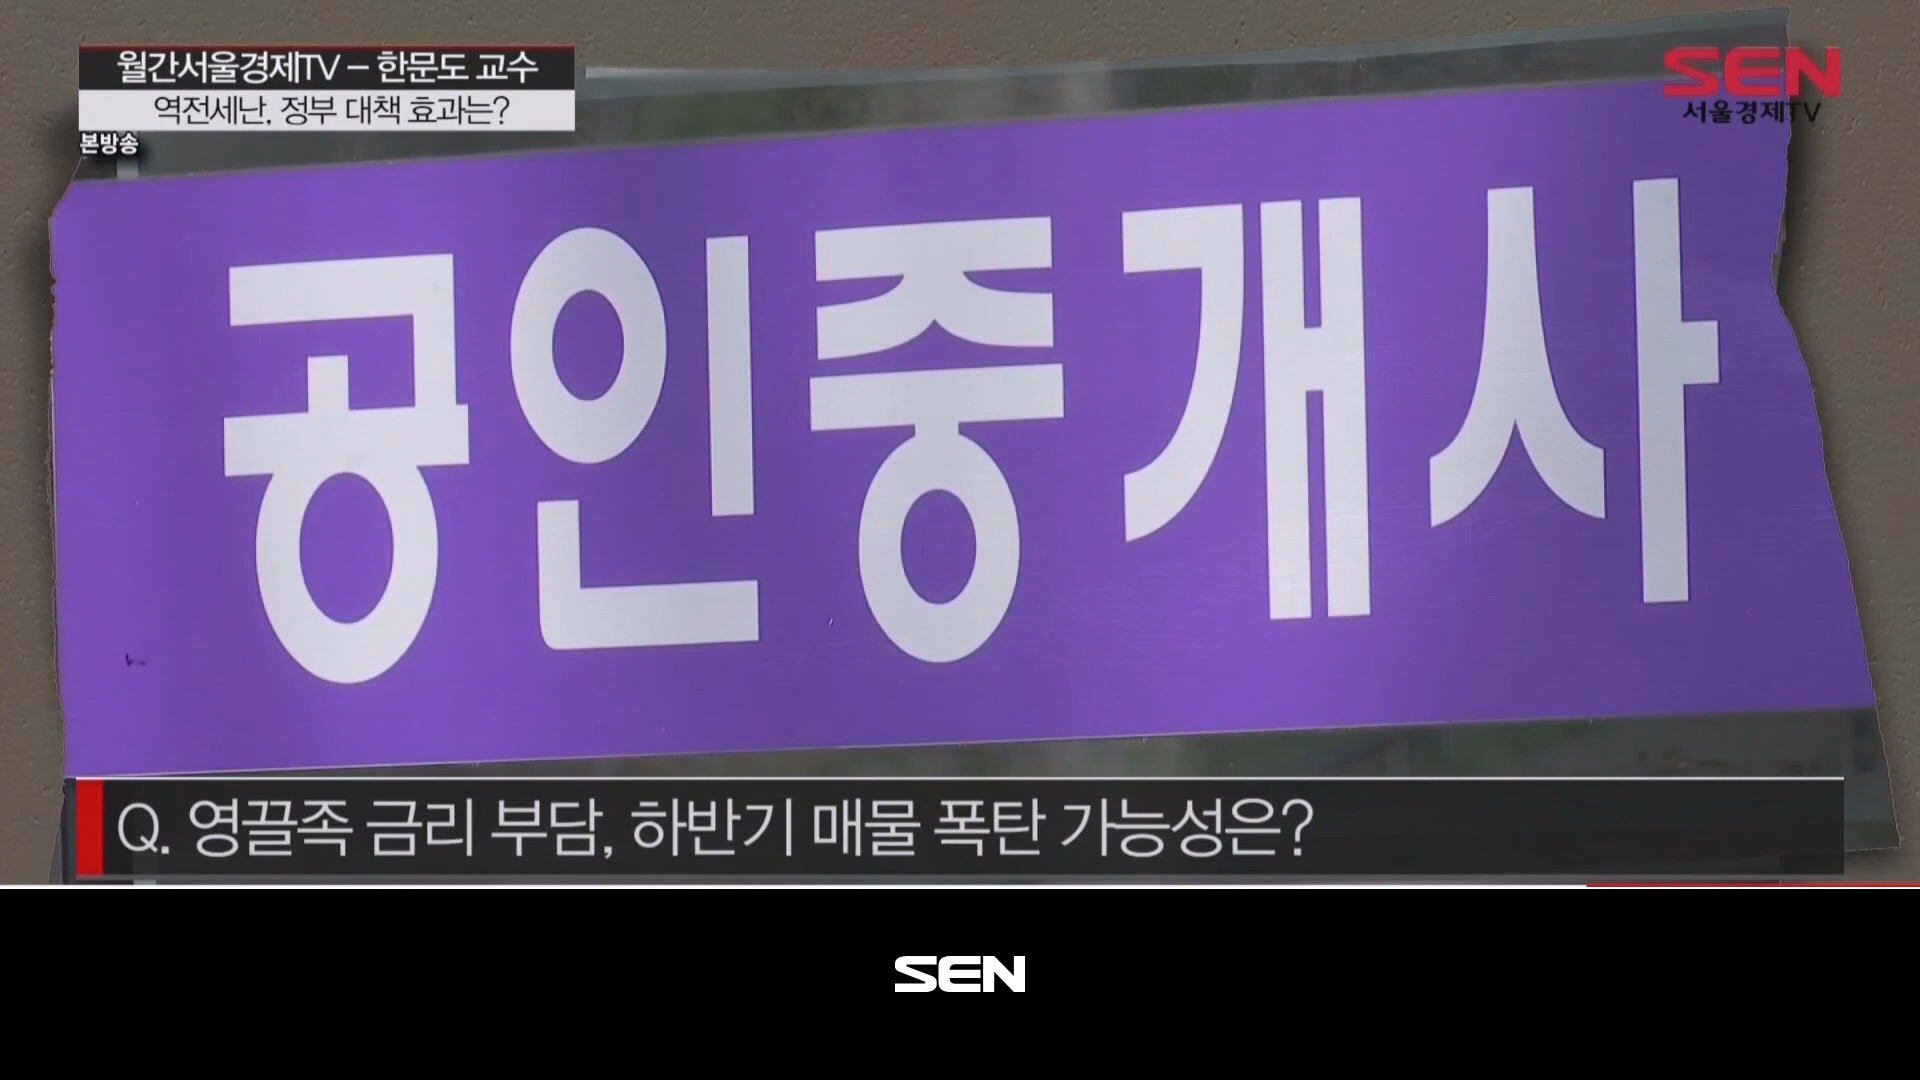 월간서울경제TV – 한문도 교수
역전세난, 정부 대책 효과는?
본방송
SEN
서울경제TV
공인중개사
Q. 영끌족 금리 부담, 하반기 매물 폭탄 가능성은?
SEN